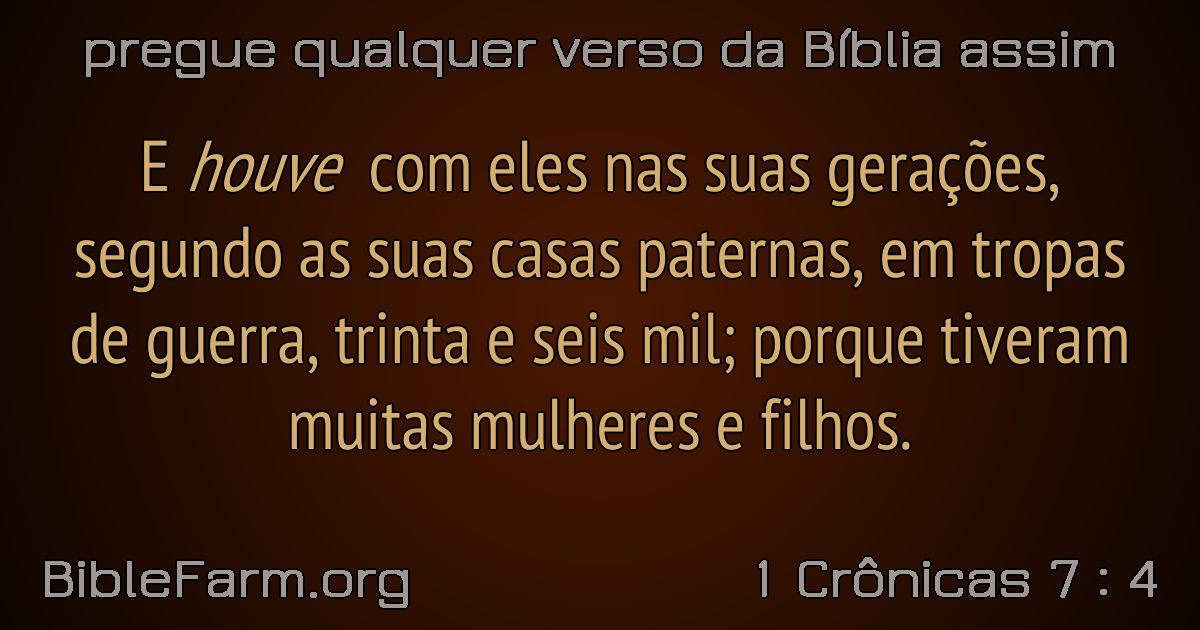 pregue qualquer verso da Bíblia assim
E houve com eles nas suas gerações,
segundo as suas casas paternas, em tropas
de guerra, trinta e seis mil; porque tiveram
muitas mulheres e filhos.
BibleFarm.org
1 Crônicas 7 : 4